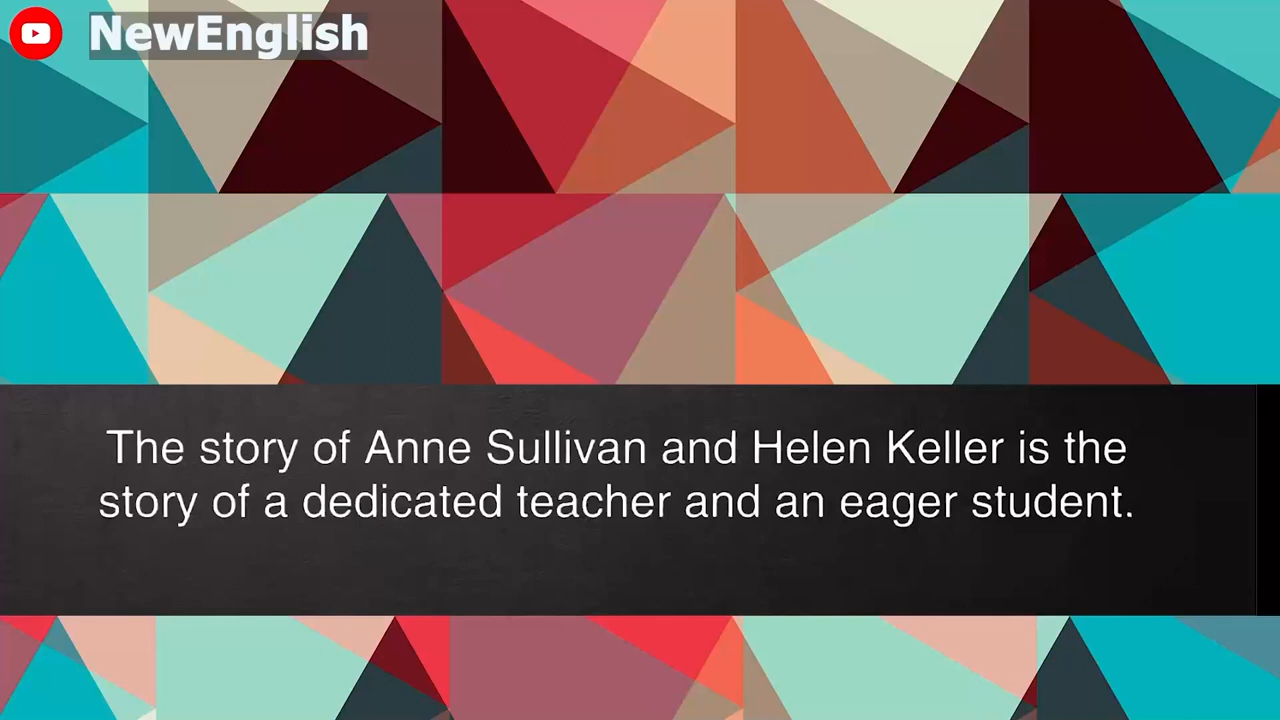 NewEnglish
The story of Anne Sullivan and Helen Keller is the
story of a dedicated teacher and an eager student.